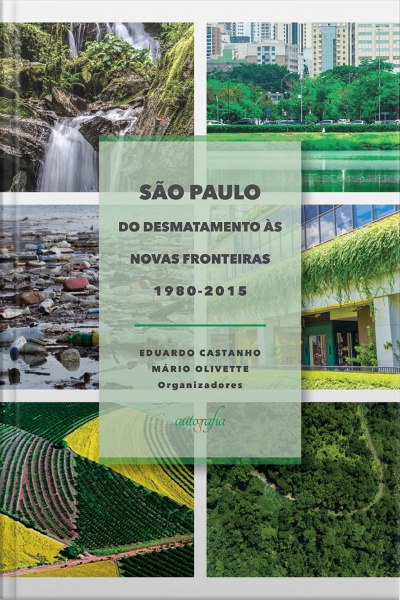 SÃO PAULO
DO DESMATAMENTO ÀS
NOVAS FRONTEIRAS
1980-2015
EDUARDO CASTANHO
MÁRIO OLIVETTE
Organizadores
autografia